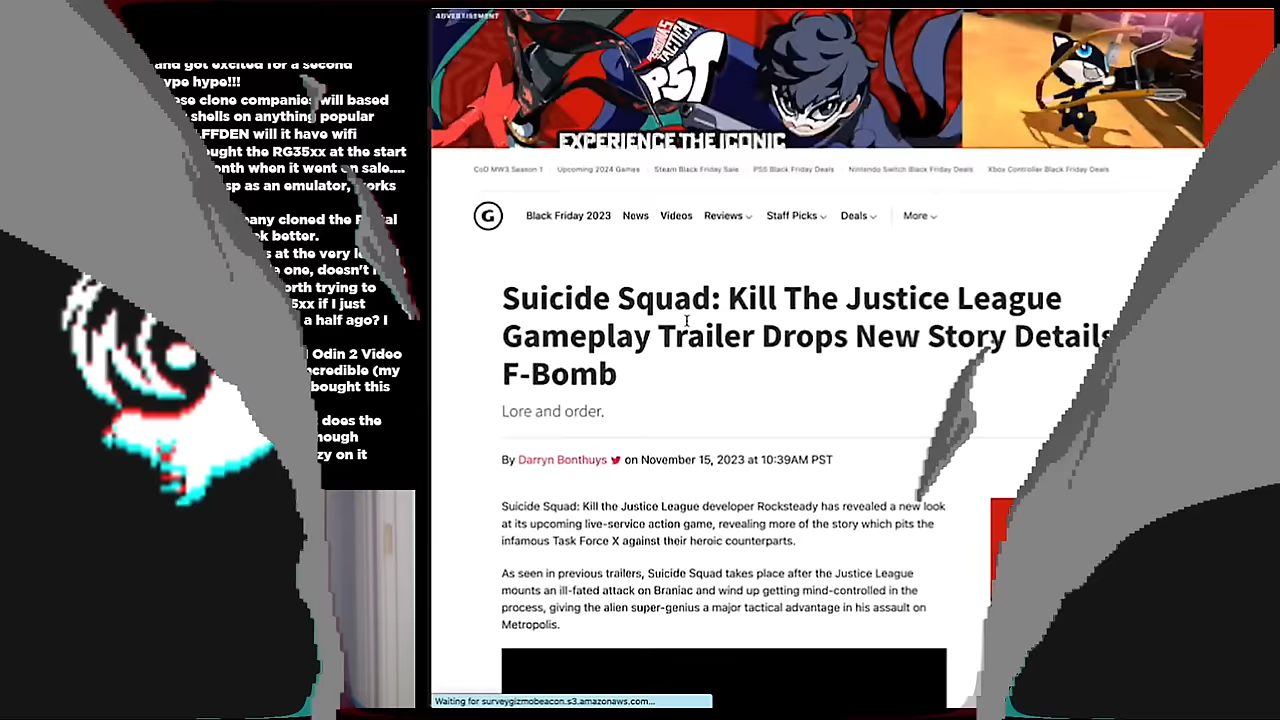 and got excited for a second
ype hype!!!
ese clone companies will based
shells on anything popular
FFDEN will it have wifi
ought the RG35xx at the start
onth when it went on sale....
sp as an emulator, orks
any cloned the
k better.
s at the very
e one, doesn't
orth trying to
5xx if I just
a half ago? I
Odin 2 Video
ncredible (my
bought this
does the
hough
zy on it
ADVERTISEMENT
PERSONA5 TACTICA
P5T
EXPERIENCE THE ICONIC
CoD MW3 Season 1
Upcoming 2024 Games
Steam Black Friday Sale
PS5 Black Friday Deals
Nintendo Switch Black Friday Deals
Xbox Controller Black Friday Deals
G
Black Friday 2023 News Videos Reviews Staff Picks Deals More
Suicide Squad: Kill The Justice League
Gameplay Trailer Drops New Story Details
F-Bomb
Lore and order.
By Darryn Bonthuys on November 15, 2023 at 10:39AM PST
Suicide Squad: Kill the Justice League developer Rocksteady has revealed a new look
at its upcoming live-service action game, revealing more of the story which pits the
infamous Task Force X against their heroic counterparts.
As seen in previous trailers, Suicide Squad takes place after the Justice League
mounts an ill-fated attack on Braniac and wind up getting mind-controlled in the
process, giving the alien super-genius a major tactical advantage in his assault on
Metropolis.
Waiting for surveygizmobeacon.s3.amazonaws.com...